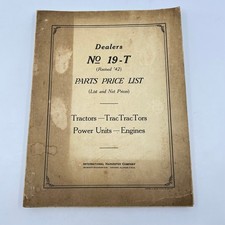 Dealers
No 19-T
(Revised '42)
PARTS PRICE LIST
(List and Net Prices)
Tractors — TracTracTors
Power Units — Engines
INTERNATIONAL HARVESTER COMPANY